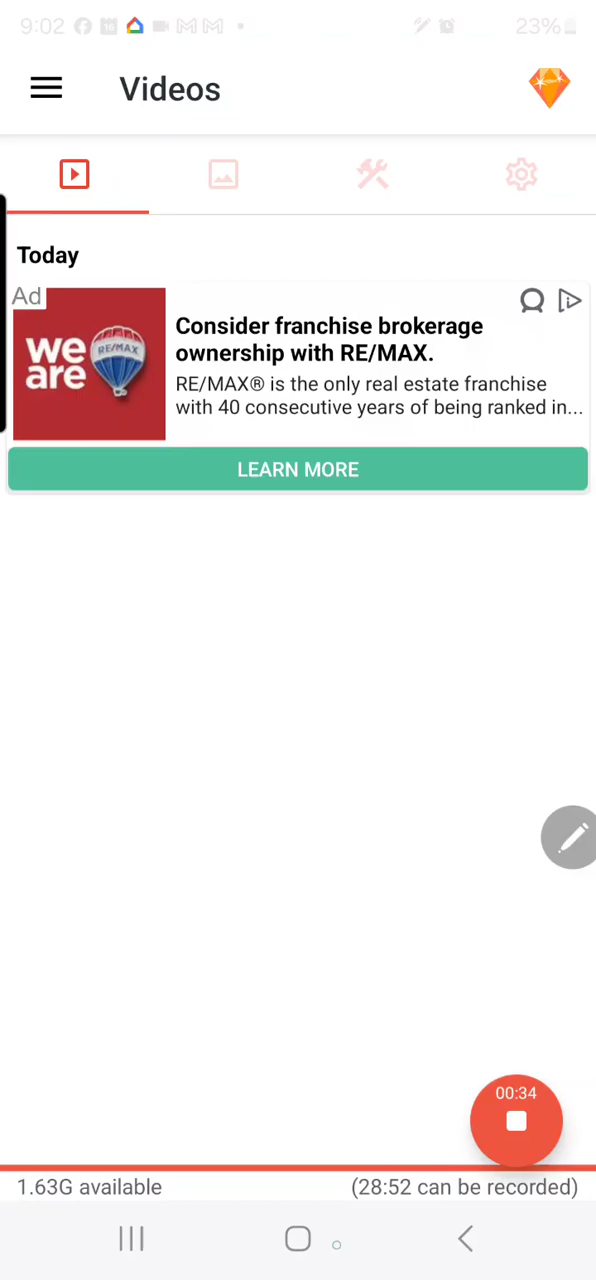 9:02
16
23%
Videos
Today
Ad
we
are
RE/MAX
Consider franchise brokerage
ownership with RE/MAX.
RE/MAX® is the only real estate franchise
with 40 consecutive years of being ranked in...
LEARN MORE
00:34
1.63G available
(28:52 can be recorded)